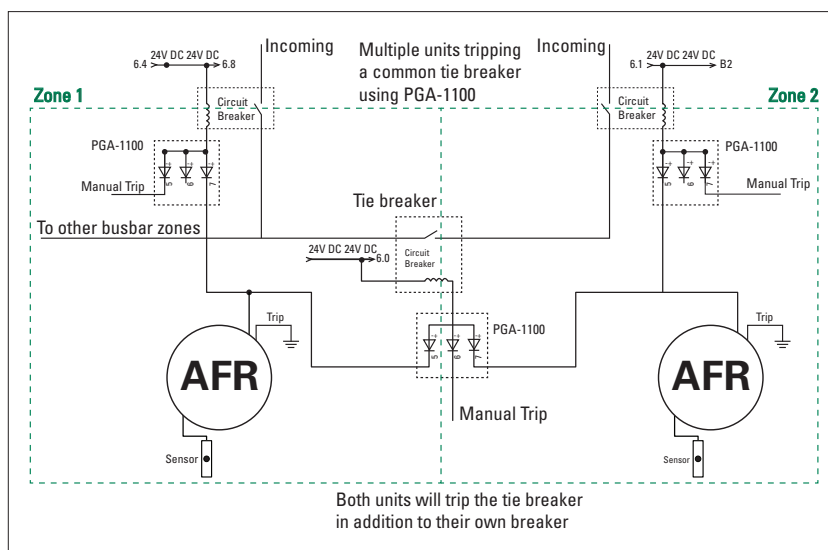 24V DC 24V DC
6.4 6.8
Incoming
Multiple units tripping
a common tie breaker
using PGA-1100
Incoming
24V DC 24V DC
6.1 B2
Zone 1
Circuit
Breaker
Circuit
Breaker
Zone 2
PGA-1100
5 6 7
Manual Trip
PGA-1100
5 6 7
Manual Trip
Tie breaker
To other busbar zones
24V DC 24V DC
6.0
Circuit
Breaker
PGA-1100
5 6 7
Trip
AFR
Sensor
Manual Trip
Trip
AFR
Sensor
Both units will trip the tie breaker
in addition to their own breaker